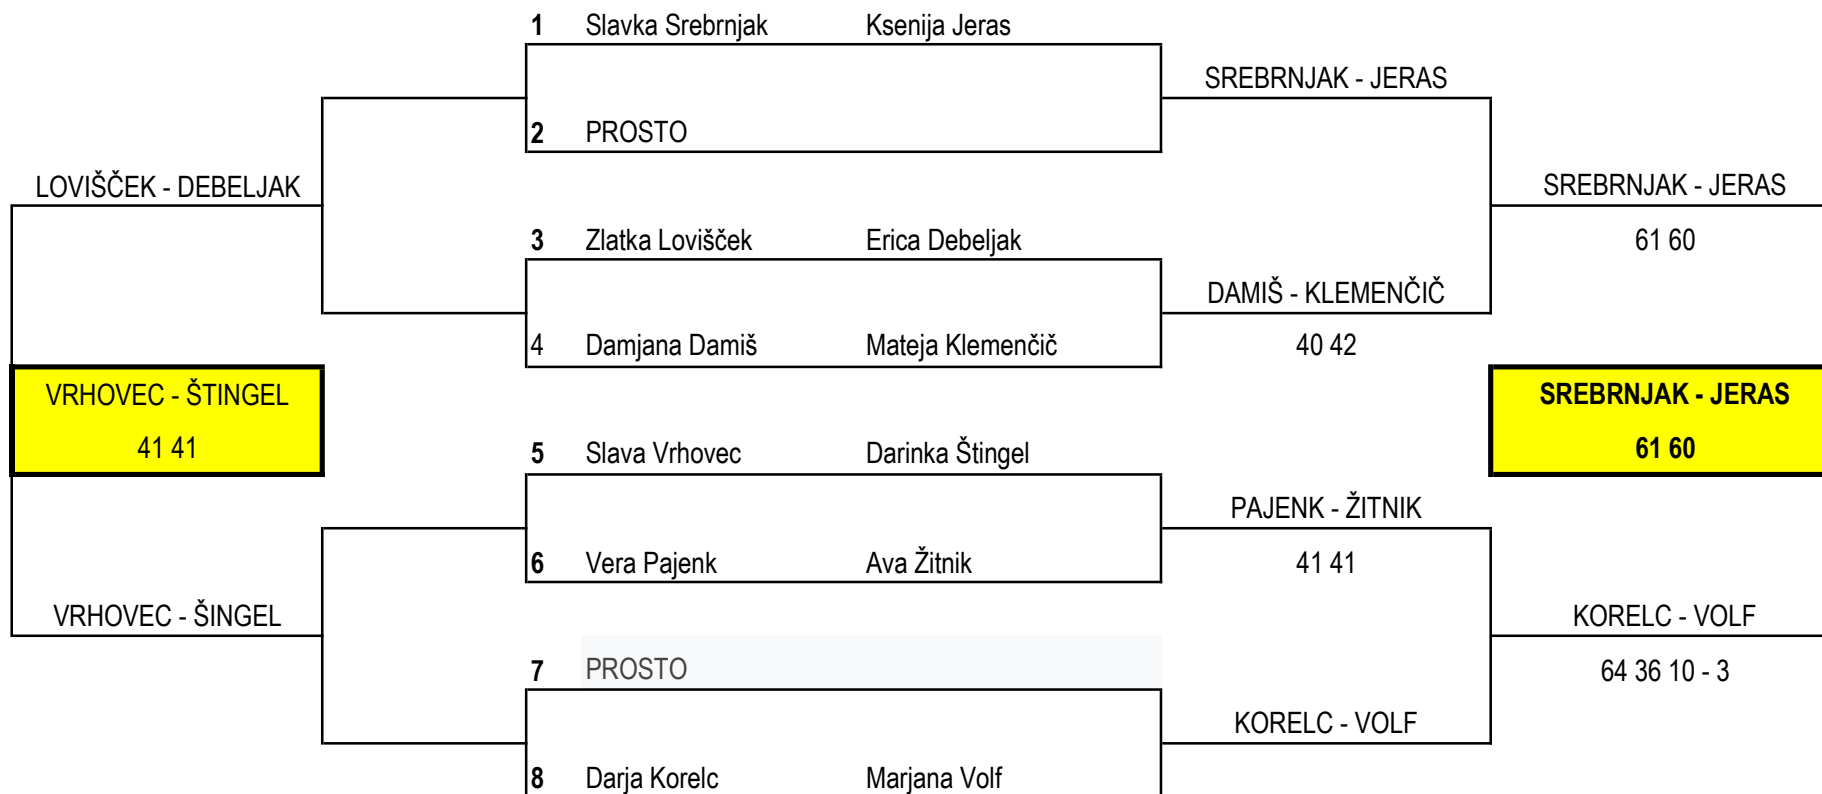 1 Slavka Srebrnjak Ksenija Jeras
SREBRNJAK - JERAS
2 PROSTO
LOVIŠČEK - DEBELJAK SREBRNJAK - JERAS
3 Zlatka Lovišček Erica Debeljak 61 60
DAMIŠ - KLEMENČIČ
4 Damjana Damiš Mateja Klemenčič 40 42
VRHOVEC - ŠTINGEL SREBRNJAK - JERAS
41 41 5 Slava Vrhovec Darinka Štingel 61 60
PAJENK - ŽITNIK
6 Vera Pajenk Ava Žitnik 41 41
VRHOVEC - ŠINGEL KORELC - VOLF
7 PROSTO 64 36 10 - 3
KORELC - VOLF
8 Darja Korelc Marjana Volf